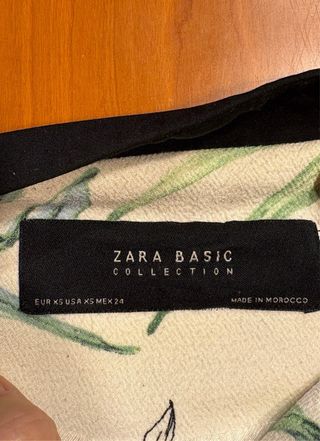 ZARA BASIC
COLLECTION
EUR XS USA XS MEX 24 MADE IN MOROCCO